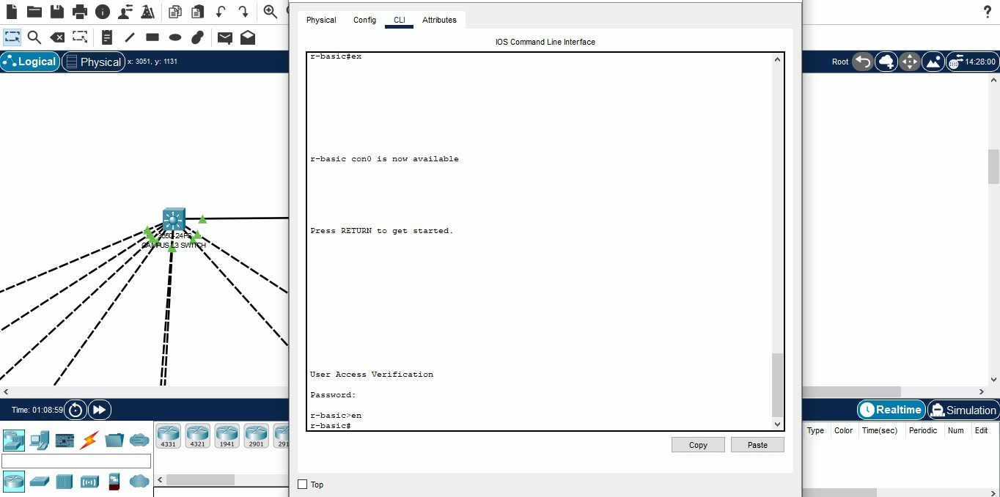 Physical Config CLI Attributes
IOS Command Line Interface
Logical Physical x: 3051, y: 1131
Root 14:28:00
r-basic#ex
r-basic con0 is now available
Press RETURN to get started.
CAMPUS L3 SWITCH
User Access Verification
Password:
r-basic>en
r-basic#
Time: 01:08:59
Realtime Simulation
4331 4321 1941 2901 291
Type Color Time(sec) Periodic Num Edit
Copy Paste
Top